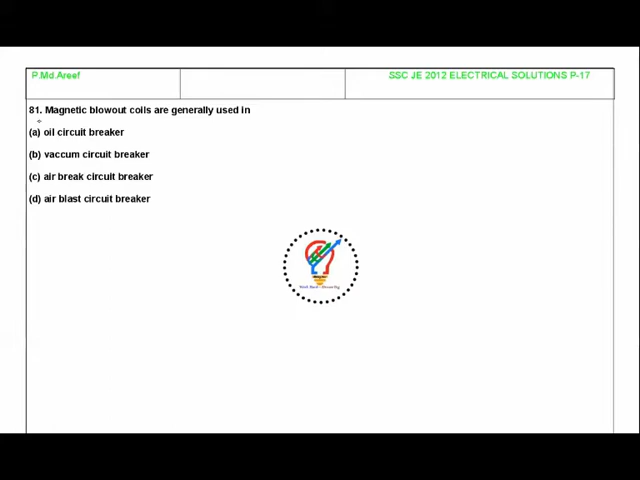 P.Md.Areef
SSC JE 2012 ELECTRICAL SOLUTIONS P-17
81. Magnetic blowout coils are generally used in
(a) oil circuit breaker
(b) vaccum circuit breaker
(c) air break circuit breaker
(d) air blast circuit breaker